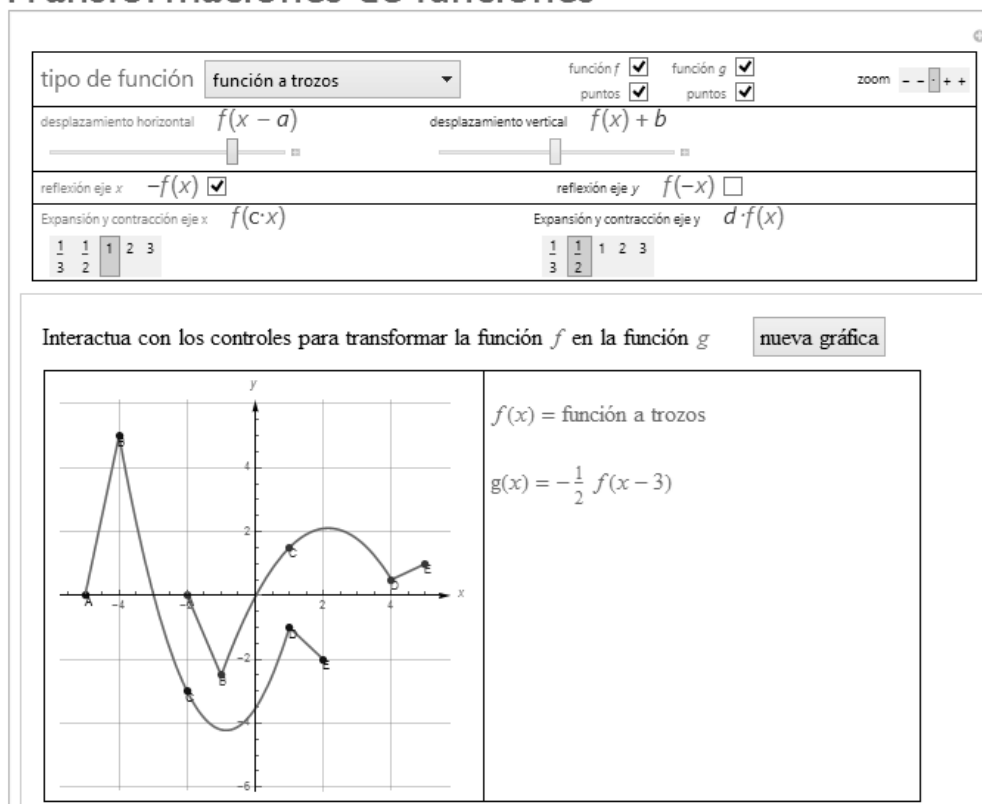 Transformaciones de funciones
tipo de función función a trozos
función f función g
puntos puntos
zoom - - · + +
desplazamiento horizontal f(x − a)
desplazamiento vertical f(x) + b
reflexión eje x −f(x)
reflexión eje y f(−x)
Expansión y contracción eje x f(c·x)
1/3 1/2 1 2 3
Expansión y contracción eje y d·f(x)
1/3 1/2 1 2 3
Interactua con los controles para transformar la función f en la función g
nueva gráfica
y
B
4
2
C
E
D
A -4 -2 A 2 4 x
D
-2
B
E
C
-4
-6
f(x) = función a trozos
g(x) = −1/2 f(x − 3)